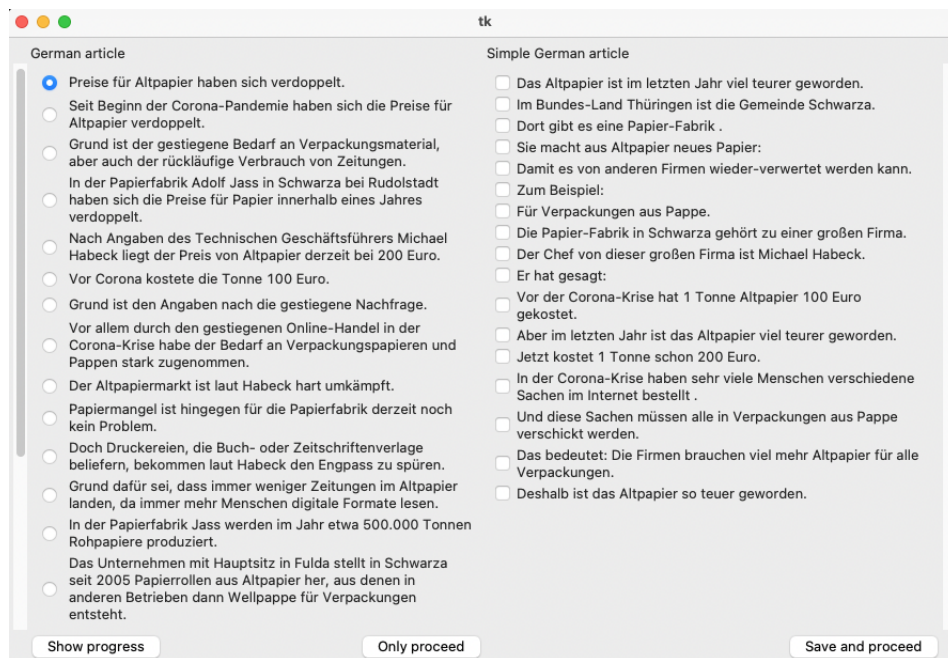 tk
German article
Preise für Altpapier haben sich verdoppelt.
Seit Beginn der Corona-Pandemie haben sich die Preise für
Altpapier verdoppelt.
Grund ist der gestiegene Bedarf an Verpackungsmaterial,
aber auch der rückläufige Verbrauch von Zeitungen.
In der Papierfabrik Adolf Jass in Schwarza bei Rudolstadt
haben sich die Preise für Papier innerhalb eines Jahres
verdoppelt.
Nach Angaben des Technischen Geschäftsführers Michael
Habeck liegt der Preis von Altpapier derzeit bei 200 Euro.
Vor Corona kostete die Tonne 100 Euro.
Grund ist den Angaben nach die gestiegene Nachfrage.
Vor allem durch den gestiegenen Online-Handel in der
Corona-Krise habe der Bedarf an Verpackungspapieren und
Pappen stark zugenommen.
Der Altpapiermarkt ist laut Habeck hart umkämpft.
Papiermangel ist hingegen für die Papierfabrik derzeit noch
kein Problem.
Doch Druckereien, die Buch- oder Zeitschriftenverlage
beliefern, bekommen laut Habeck den Engpass zu spüren.
Grund dafür sei, dass immer weniger Zeitungen im Altpapier
landen, da immer mehr Menschen digitale Formate lesen.
In der Papierfabrik Jass werden im Jahr etwa 500.000 Tonnen
Rohpapiere produziert.
Das Unternehmen mit Hauptsitz in Fulda stellt in Schwarza
seit 2005 Papierrollen aus Altpapier her, aus denen in
anderen Betrieben dann Wellpappe für Verpackungen
entsteht.
Simple German article
Das Altpapier ist im letzten Jahr viel teurer geworden.
Im Bundes-Land Thüringen ist die Gemeinde Schwarza.
Dort gibt es eine Papier-Fabrik .
Sie macht aus Altpapier neues Papier:
Damit es von anderen Firmen wieder-verwertet werden kann.
Zum Beispiel:
Für Verpackungen aus Pappe.
Die Papier-Fabrik in Schwarza gehört zu einer großen Firma.
Der Chef von dieser großen Firma ist Michael Habeck.
Er hat gesagt:
Vor der Corona-Krise hat 1 Tonne Altpapier 100 Euro
gekostet.
Aber im letzten Jahr ist das Altpapier viel teurer geworden.
Jetzt kostet 1 Tonne schon 200 Euro.
In der Corona-Krise haben sehr viele Menschen verschiedene
Sachen im Internet bestellt .
Und diese Sachen müssen alle in Verpackungen aus Pappe
verschickt werden.
Das bedeutet: Die Firmen brauchen viel mehr Altpapier für alle
Verpackungen.
Deshalb ist das Altpapier so teuer geworden.
Show progress
Only proceed
Save and proceed